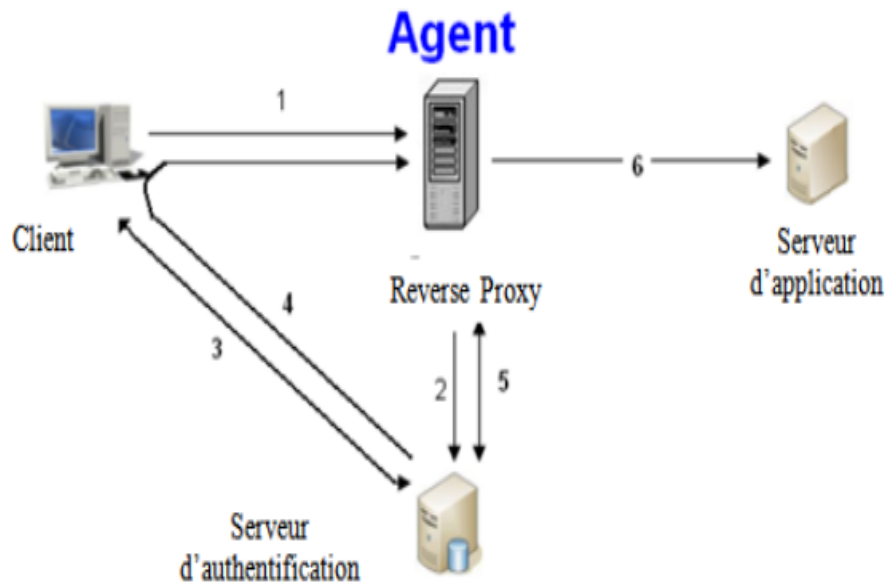 Agent
1
6
Client
Serveur
d'application
Reverse Proxy
4
3
2
5
Serveur
d'authentification